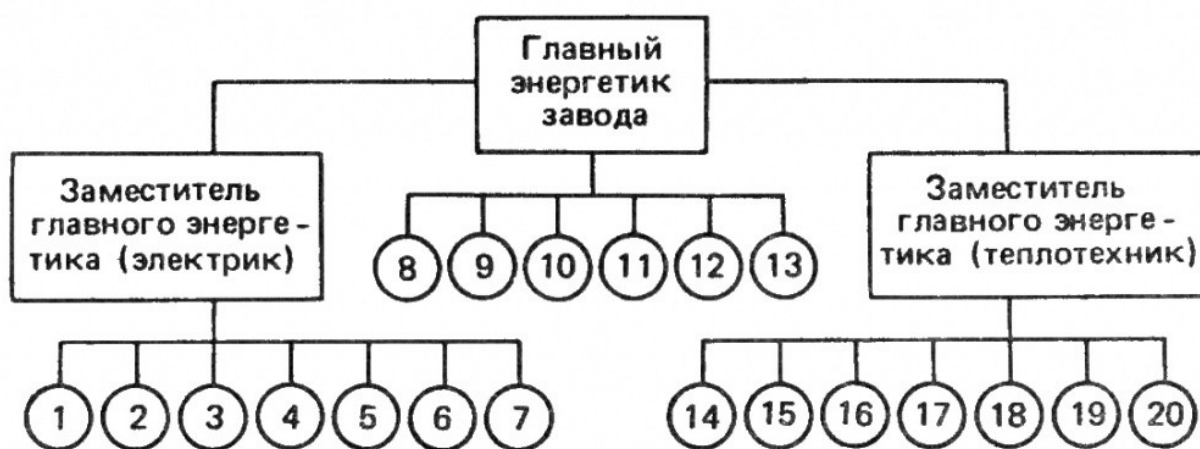 Главный
энергетик
завода
Заместитель
главного энерге-
тика (электрик)
Заместитель
главного энерге-
тика (теплотехник)
8 9 10 11 12 13
1 2 3 4 5 6 7
14 15 16 17 18 19 20